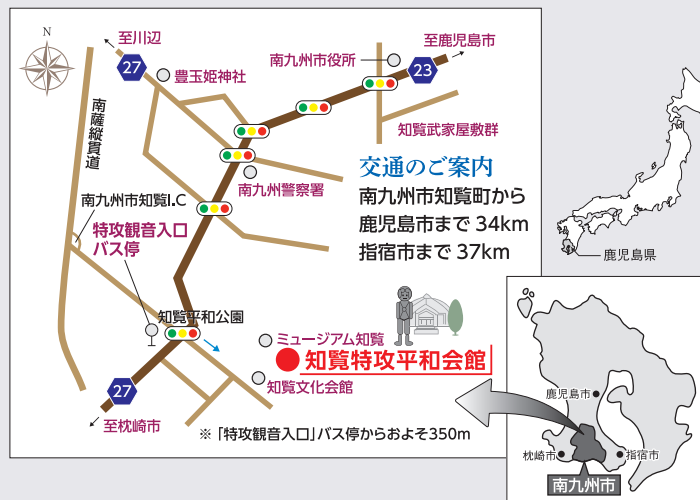 N
至川辺
27
豊玉姫神社
南九州市役所
至鹿児島市
23
知覧武家屋敷群
南薩縦貫道
南九州警察署
交通のご案内
南九州市知覧町から
鹿児島市まで 34km
指宿市まで 37km
南九州市知覧I.C
特攻観音入口
バス停
知覧平和公園
ミュージアム知覧
知覧特攻平和会館
知覧文化会館
27
至枕崎市
※「特攻観音入口」バス停からおよそ350m
鹿児島県
鹿児島市
枕崎市
指宿市
南九州市